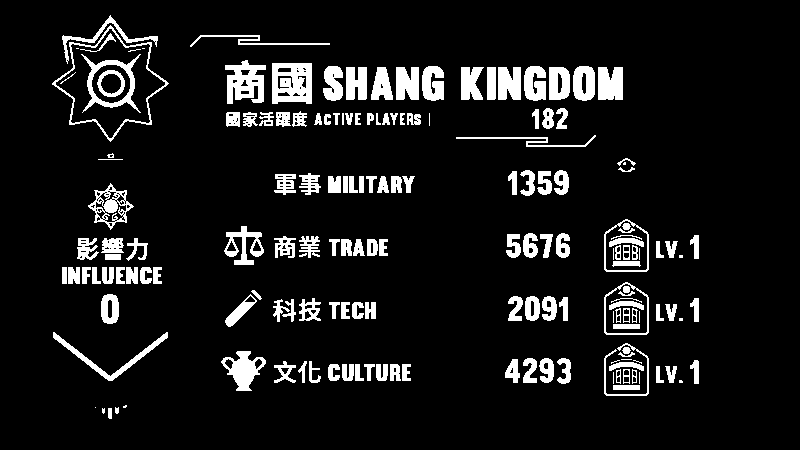 商國 SHANG KINGDOM
國家活躍度 ACTIVE PLAYERS | 182
軍事 MILITARY 1359
商業 TRADE 5676 LV. 1
科技 TECH 2091 LV. 1
文化 CULTURE 4293 LV. 1
影響力
INFLUENCE
0